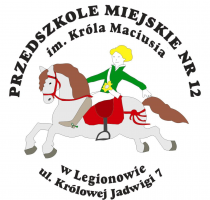 PRZEDSZKOLE MIEJSKIE NR 12
im. Króla Maciusia
w Legionowie
ul. Królowej Jadwigi 7